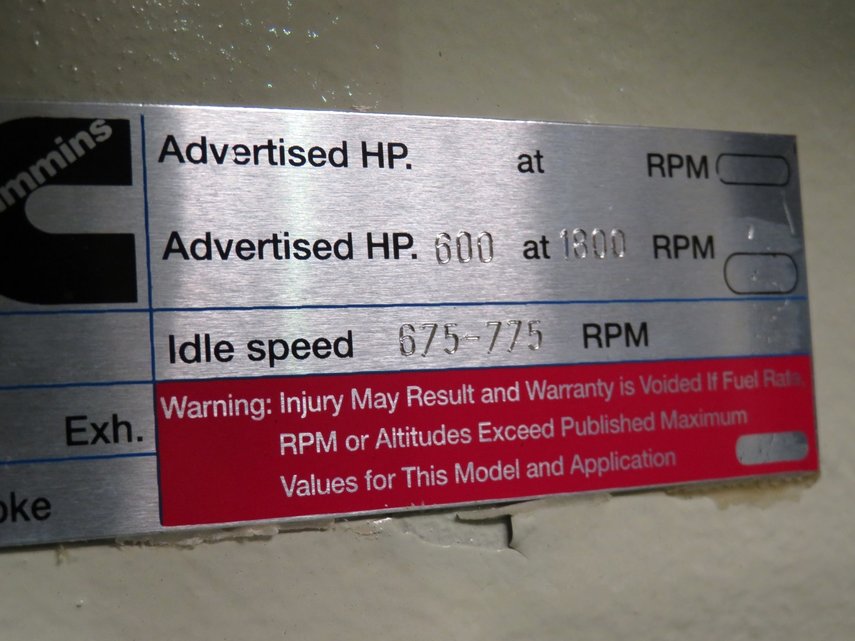 ummins
Advertised HP. at RPM
Advertised HP. 600 at 1800 RPM
Idle speed 675-775 RPM
Exh.
oke
Warning: Injury May Result and Warranty is Voided If Fuel Rate,
RPM or Altitudes Exceed Published Maximum
Values for This Model and Application